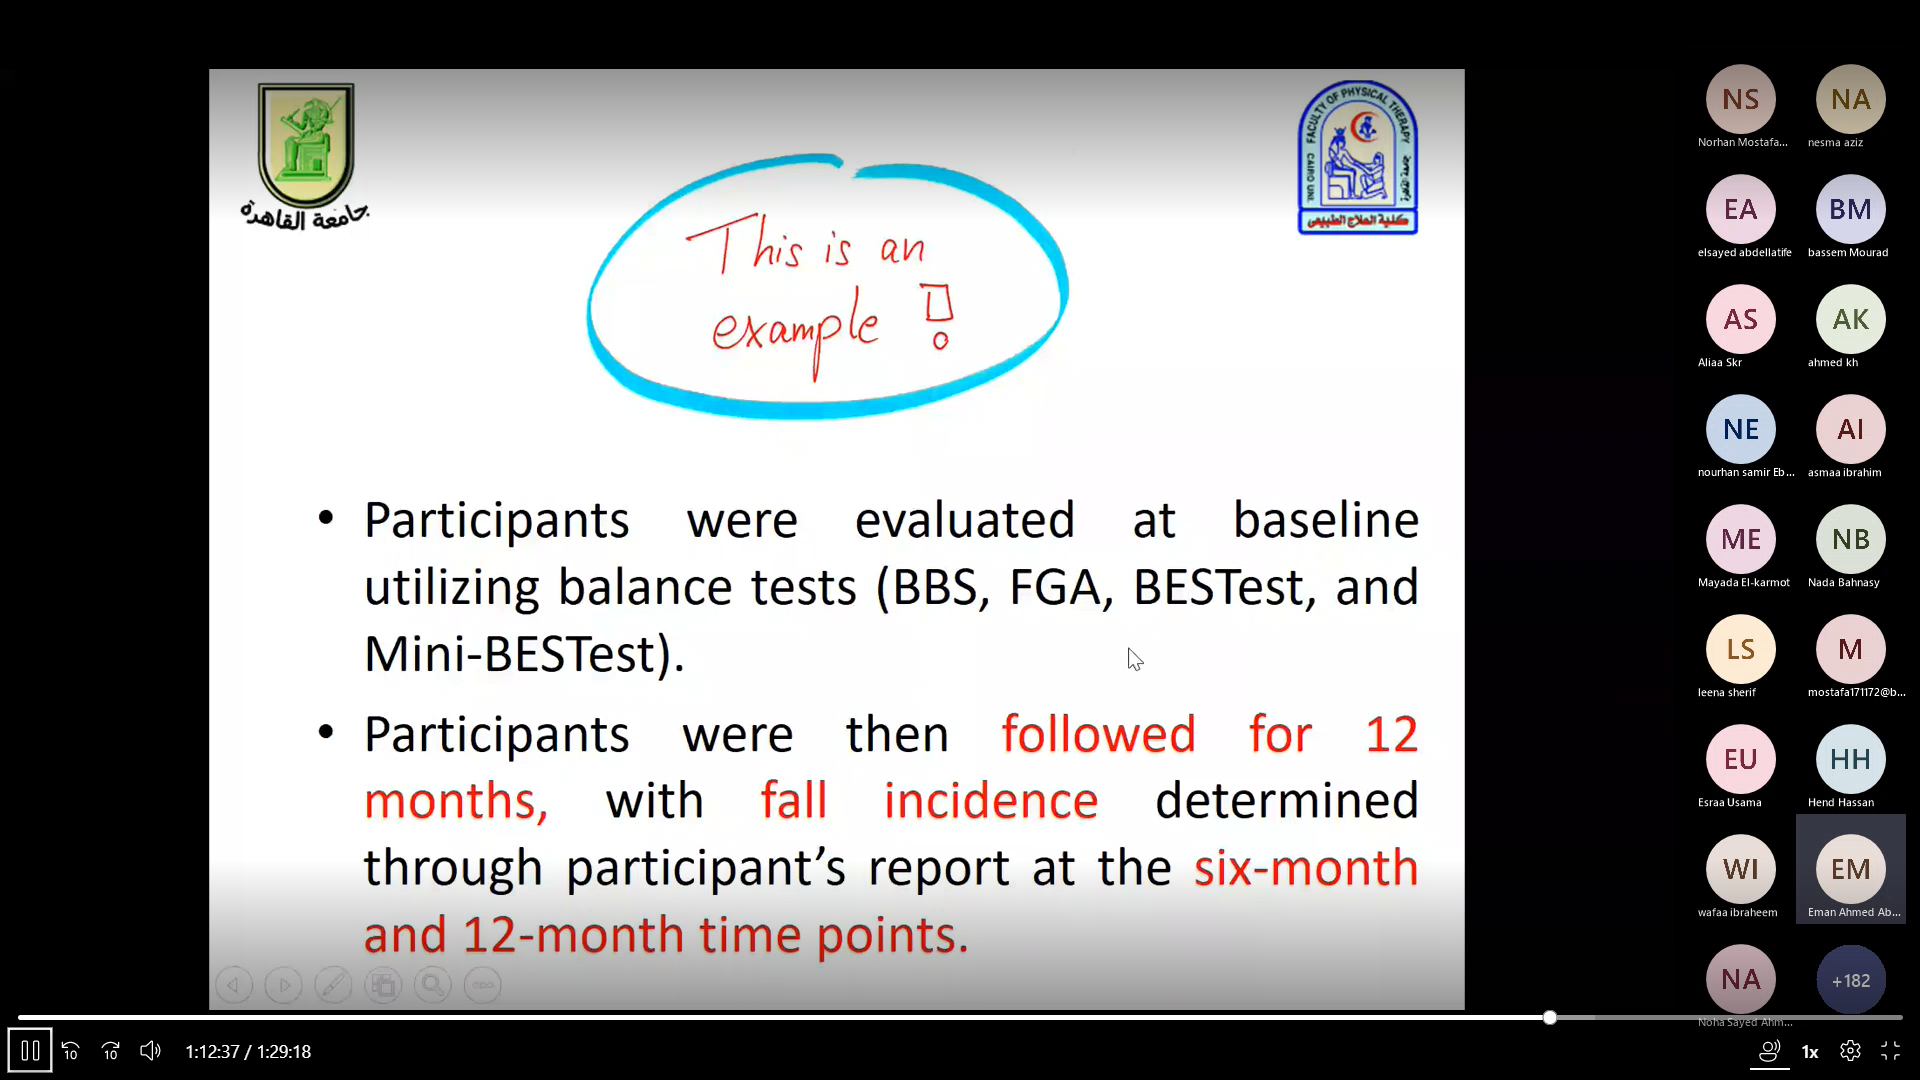 جامعة القاهرة
FACULTY OF PHYSICAL THERAPY
CAIRO UNI.
كلية العلاج الطبيعى
This is an
example !
• Participants were evaluated at baseline
utilizing balance tests (BBS, FGA, BESTest, and
Mini-BESTest).
• Participants were then followed for 12
months, with fall incidence determined
through participant’s report at the six-month
and 12-month time points.
NS
Norhan Mostafa...
NA
nesma aziz
EA
elsayed abdellatife
BM
bassem Mourad
AS
Aliaa Skr
AK
ahmed kh
NE
nourhan samir Eb...
AI
asmaa ibrahim
ME
Mayada El-karmot
NB
Nada Bahnasy
LS
leena sherif
M
mostafa171172@b...
EU
Esraa Usama
HH
Hend Hassan
WI
wafaa ibraheem
EM
Eman Ahmed Ab...
NA
Noha Sayed Ahm...
+182
10
10
1:12:37 / 1:29:18
1x